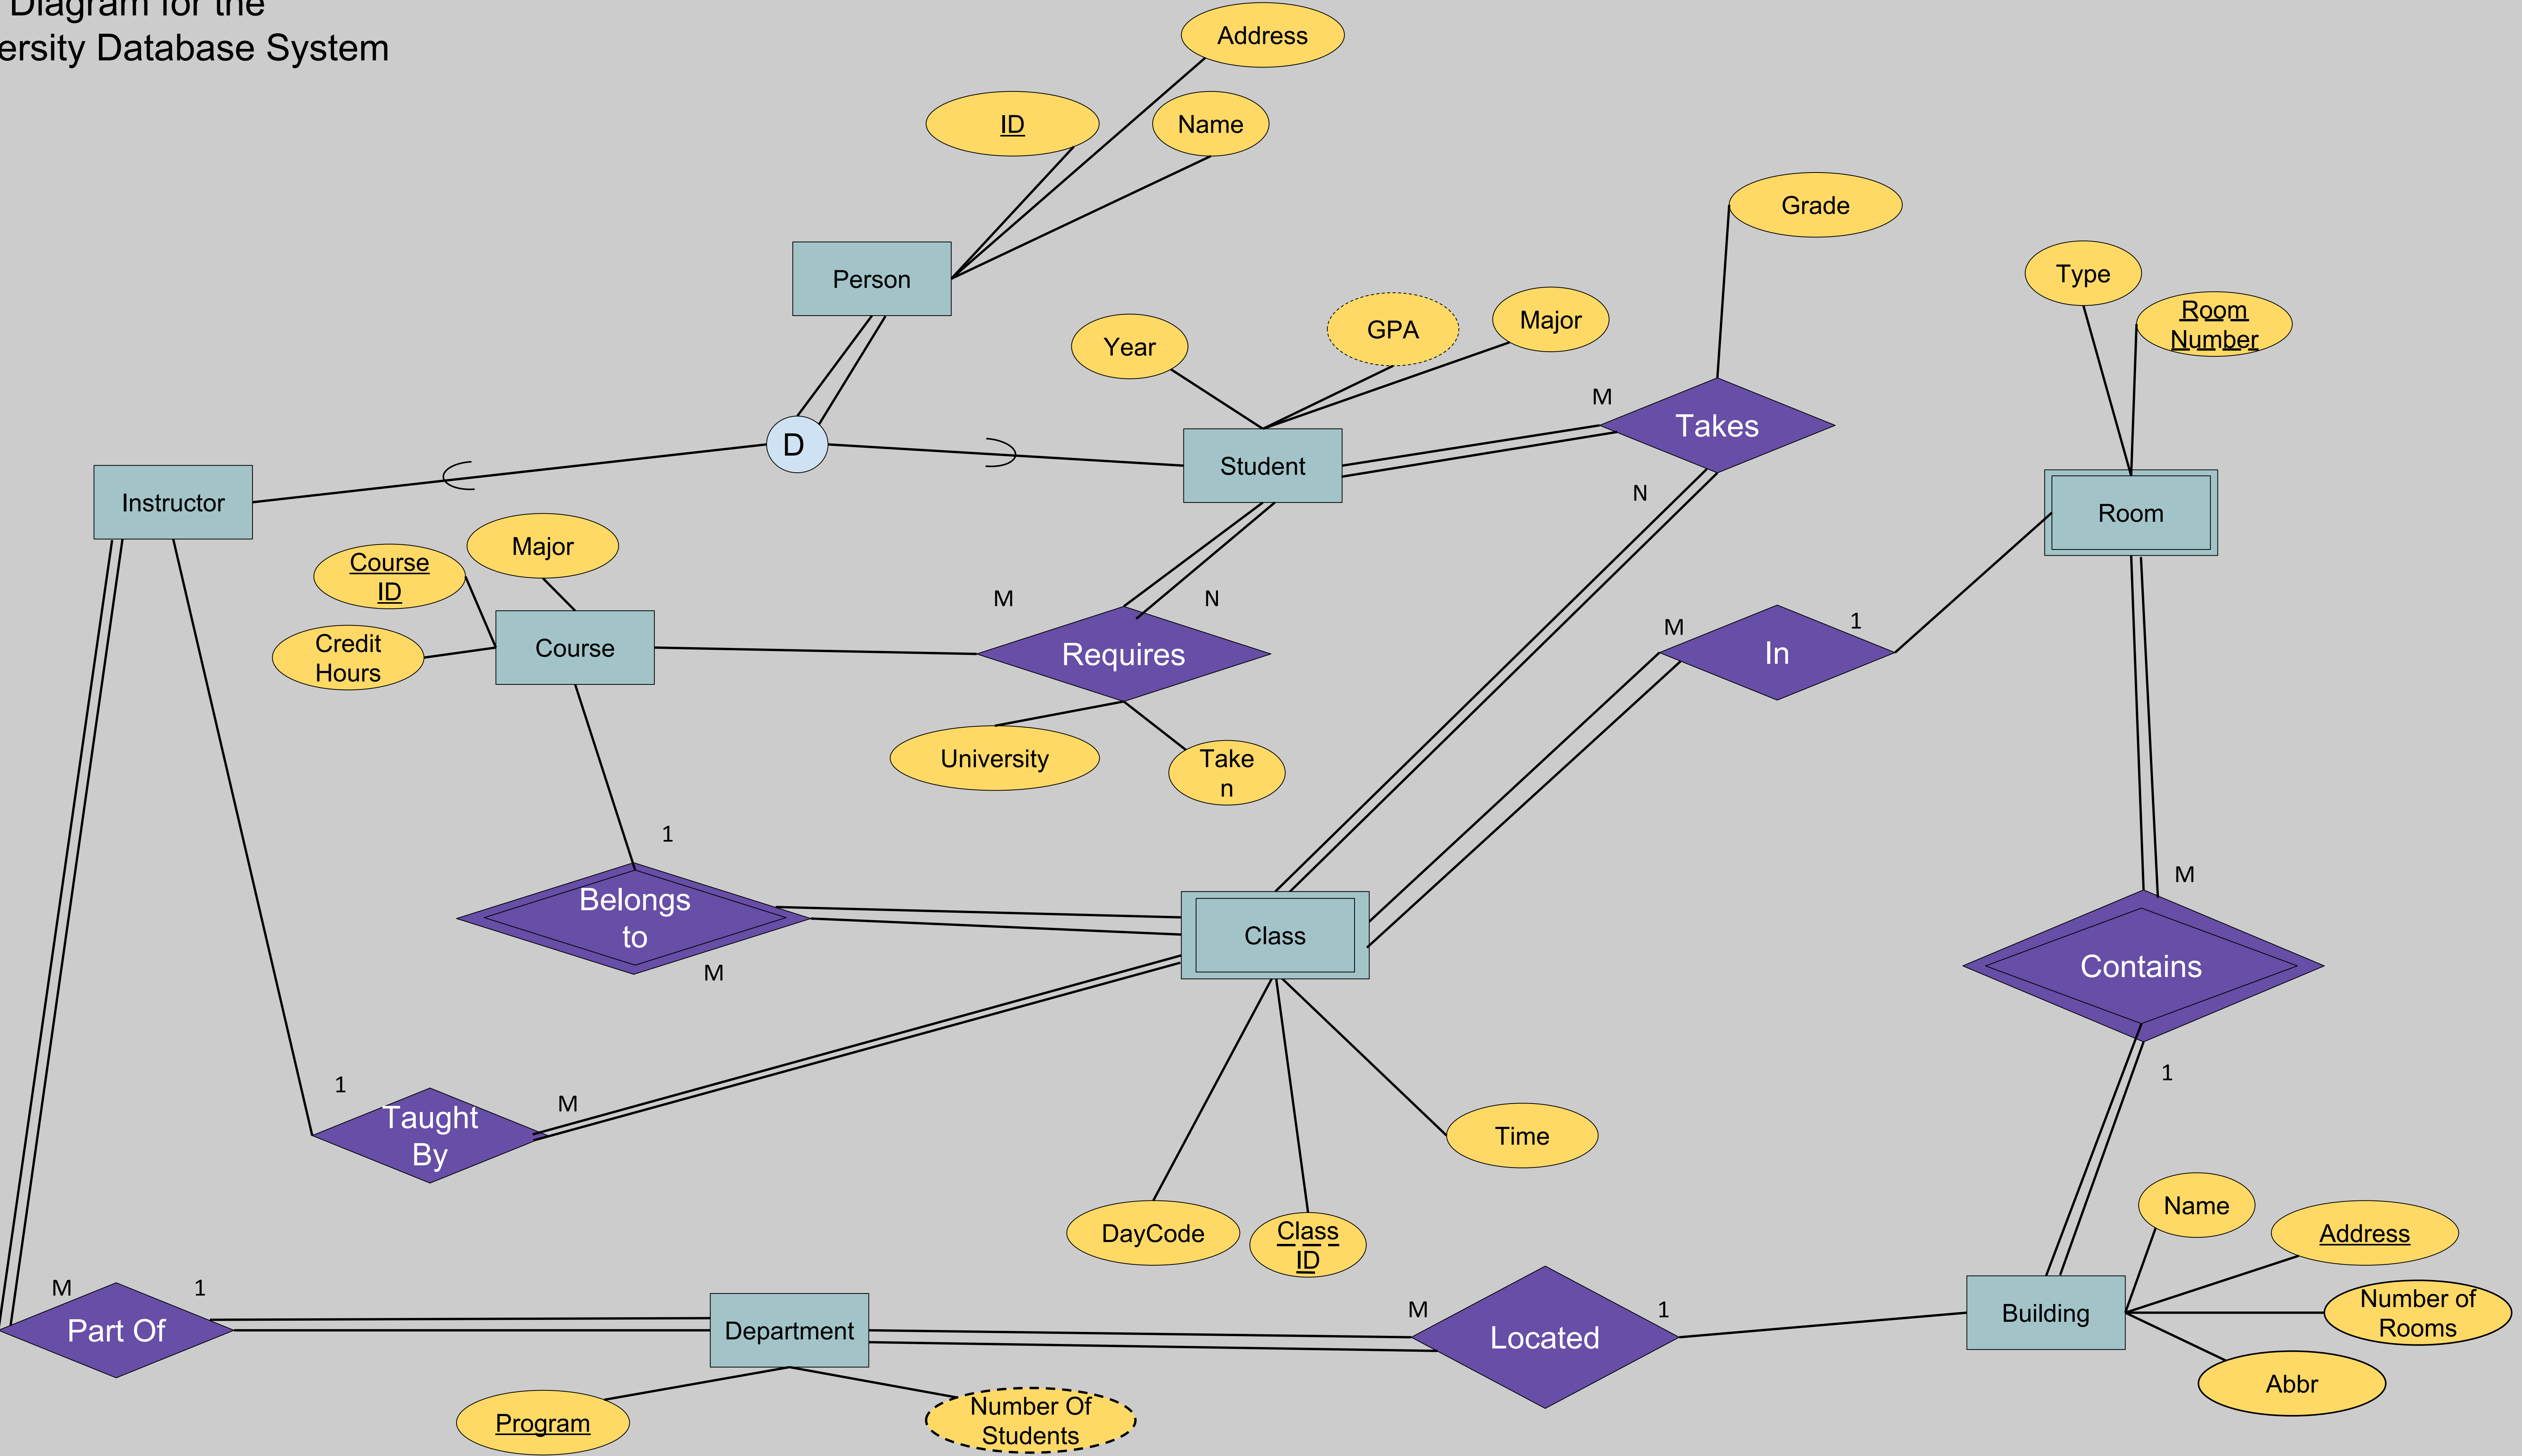 Diagram for the
ersity Database System
Address
ID
Name
Grade
Person
Type
Room
Number
Year
GPA
Major
M
Takes
D
Student
Instructor
N
Room
Major
Course
ID
Credit
Hours
Course
M
N
Requires
M
1
In
University
Take
n
1
Belongs
to
M
Class
M
Contains
1
1
M
Taught
By
Time
DayCode
Class
ID
Name
Address
M
1
Part Of
Department
M
1
Located
Building
Number of
Rooms
Abbr
Program
Number Of
Students